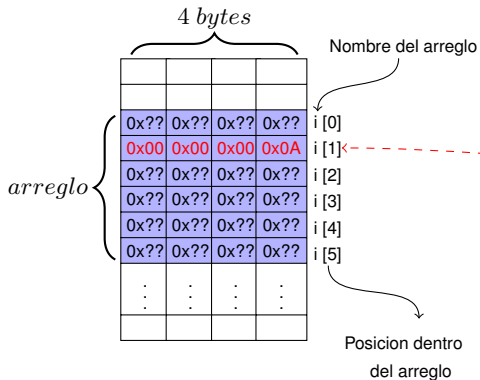 4 bytes
Nombre del arreglo
0x?? 0x?? 0x?? 0x?? i [0]
0x00 0x00 0x00 0x0A i [1]
0x?? 0x?? 0x?? 0x?? i [2]
arreglo
0x?? 0x?? 0x?? 0x?? i [3]
0x?? 0x?? 0x?? 0x?? i [4]
0x?? 0x?? 0x?? 0x?? i [5]
Posicion dentro
del arreglo